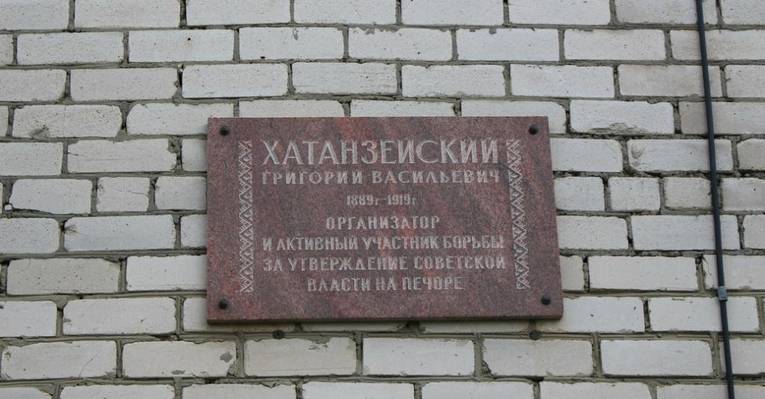 ХАТАНЗЕЙСКИЙ
ГРИГОРИЙ ВАСИЛЬЕВИЧ
1889г-1919г
ОРГАНИЗАТОР
И АКТИВНЫЙ УЧАСТНИК БОРЬБЫ
ЗА УТВЕРЖДЕНИЕ СОВЕТСКОЙ
ВЛАСТИ НА ПЕЧОРЕ